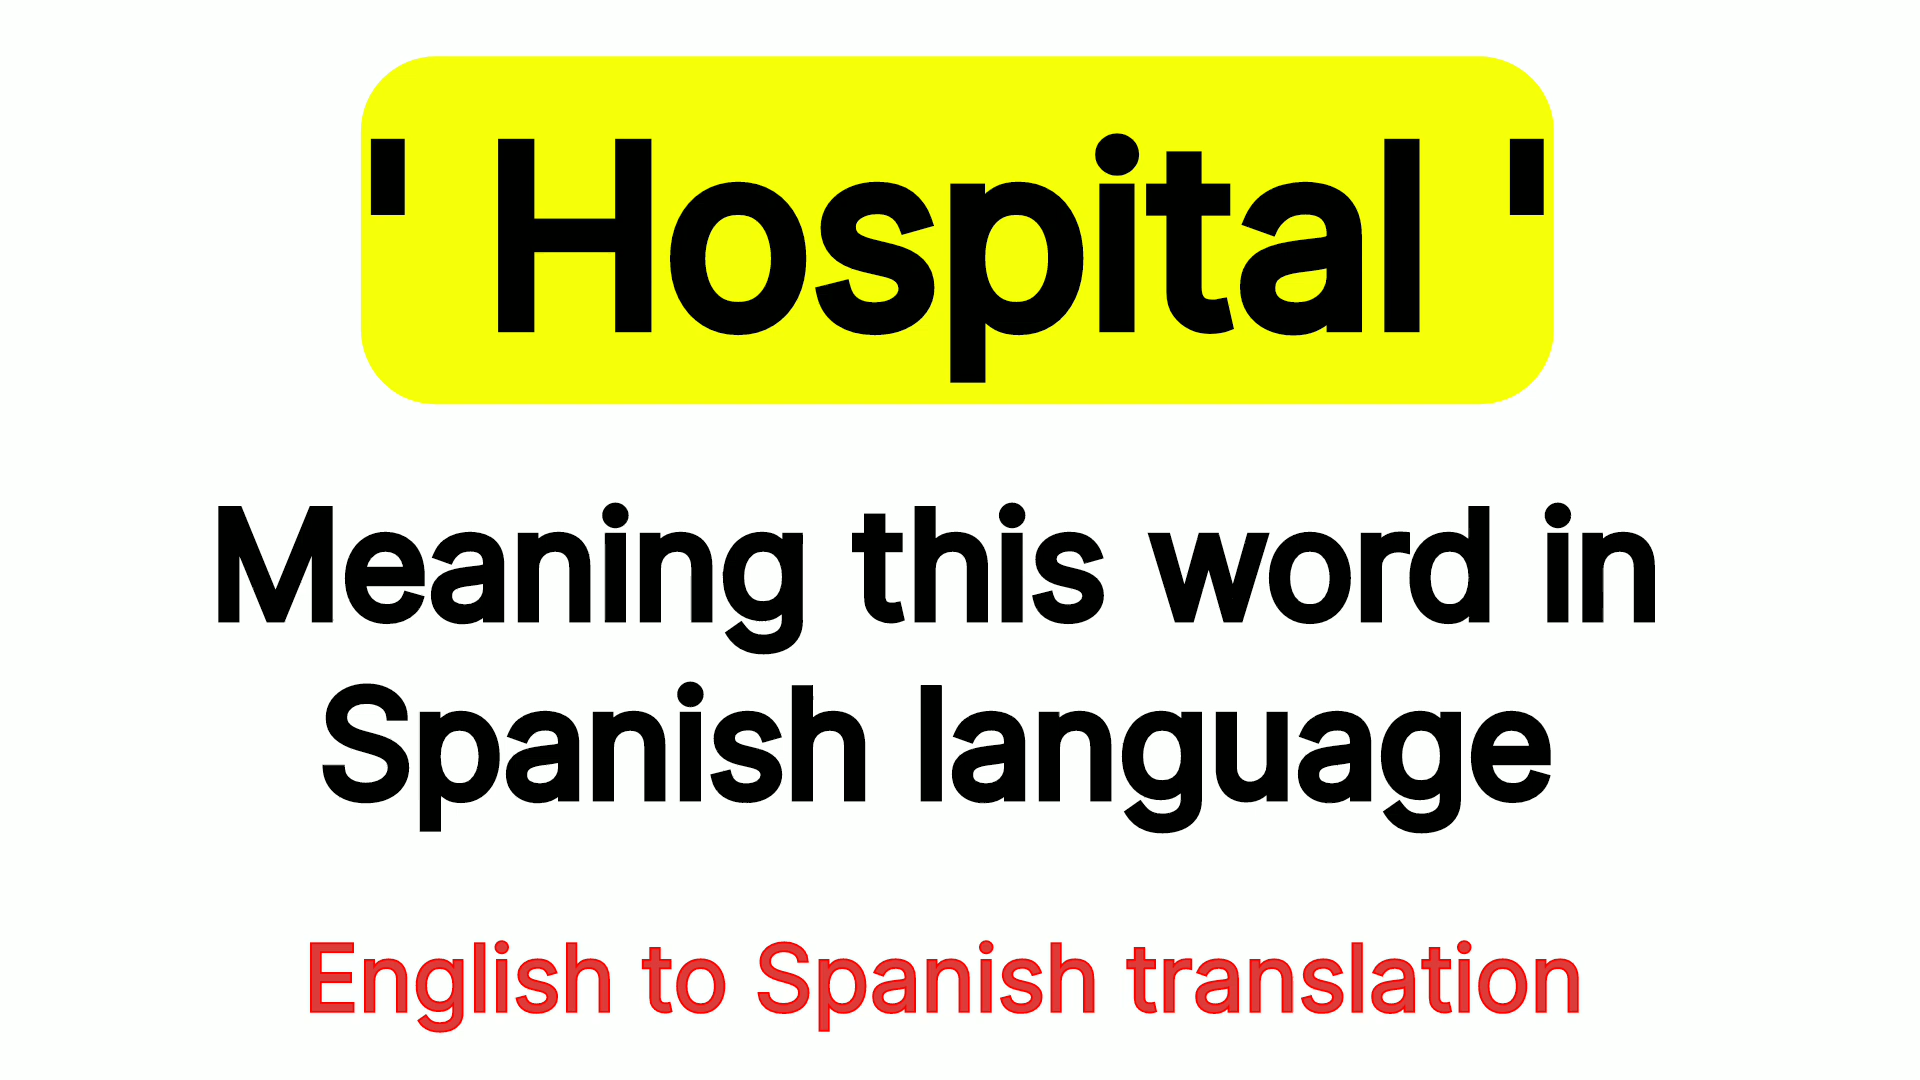 ' Hospital '
Meaning this word in
Spanish language
English to Spanish translation